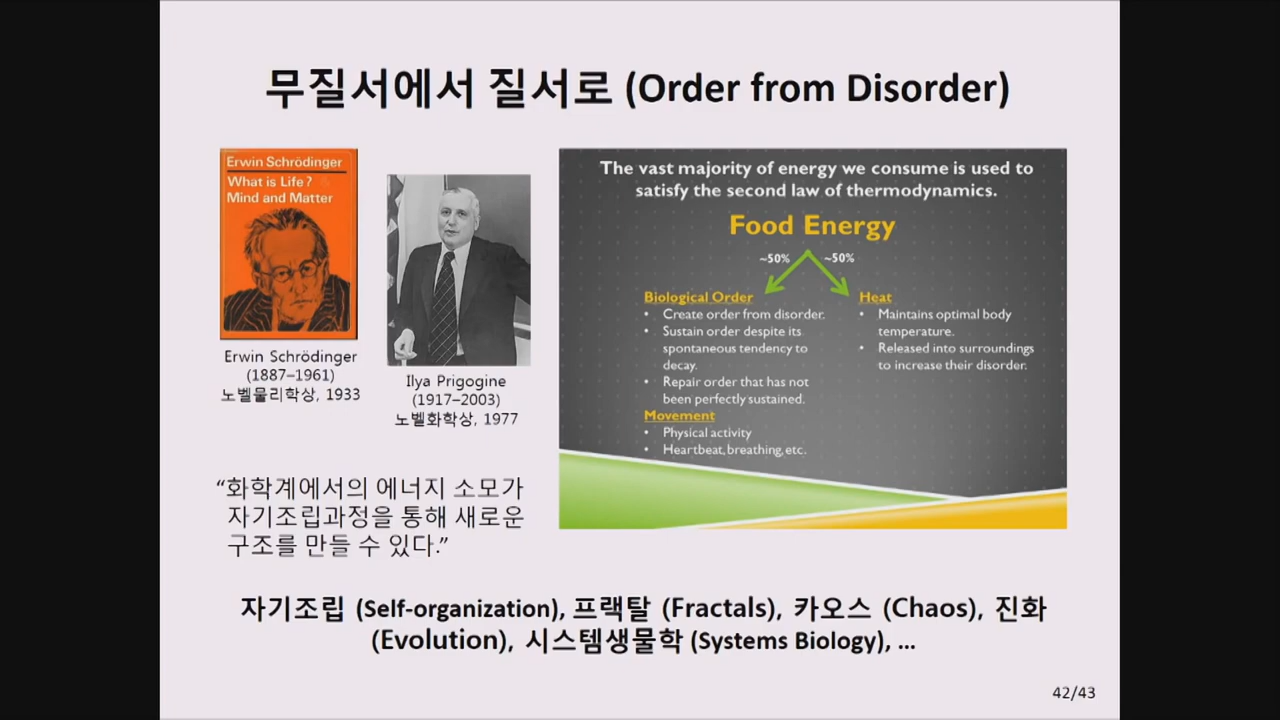 무질서에서 질서로 (Order from Disorder)
Erwin Schrödinger
What is Life?
Mind and Matter
Erwin Schrödinger
(1887–1961)
노벨물리학상, 1933
Ilya Prigogine
(1917–2003)
노벨화학상, 1977
“화학계에서의 에너지 소모가
자기조립과정을 통해 새로운
구조를 만들 수 있다.”
The vast majority of energy we consume is used to
satisfy the second law of thermodynamics.
Food Energy
~50% ~50%
Biological Order
• Create order from disorder.
• Sustain order despite its
spontaneous tendency to
decay.
• Repair order that has not
been perfectly sustained.
Movement
• Physical activity
• Heartbeat, breathing, etc.
Heat
• Maintains optimal body
temperature.
• Released into surroundings
to increase their disorder.
자기조립 (Self-organization), 프랙탈 (Fractals), 카오스 (Chaos), 진화
(Evolution), 시스템생물학 (Systems Biology), ...
42/43